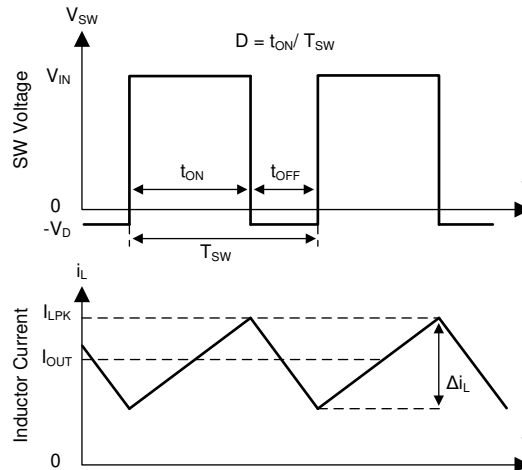 V_SW
D = t_ON/ T_SW
V_IN
SW Voltage
t_ON
t_OFF
0
-V_D
T_SW
i_L
I_LPK
I_OUT
Inductor Current
Δi_L
0